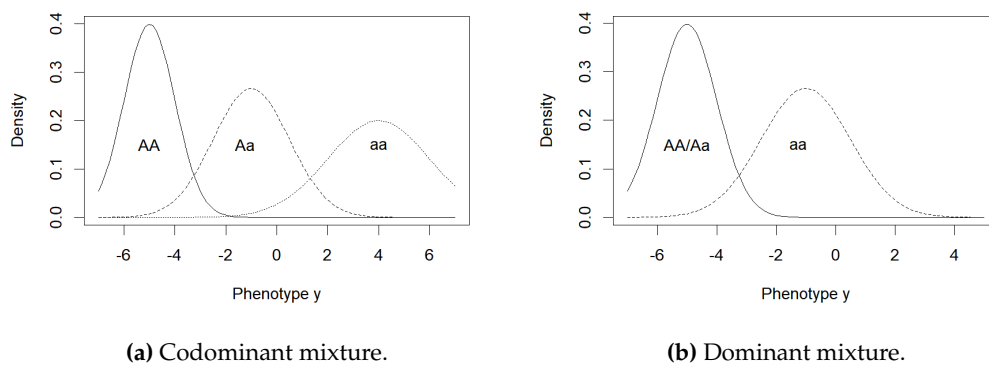 0.4
0.3
0.2
0.1
0.0
Density
AA
Aa
aa
-6 -4 -2 0 2 4 6
Phenotype y
(a) Codominant mixture.
0.4
0.3
0.2
0.1
0.0
Density
AA/Aa
aa
-6 -4 -2 0 2 4
Phenotype y
(b) Dominant mixture.